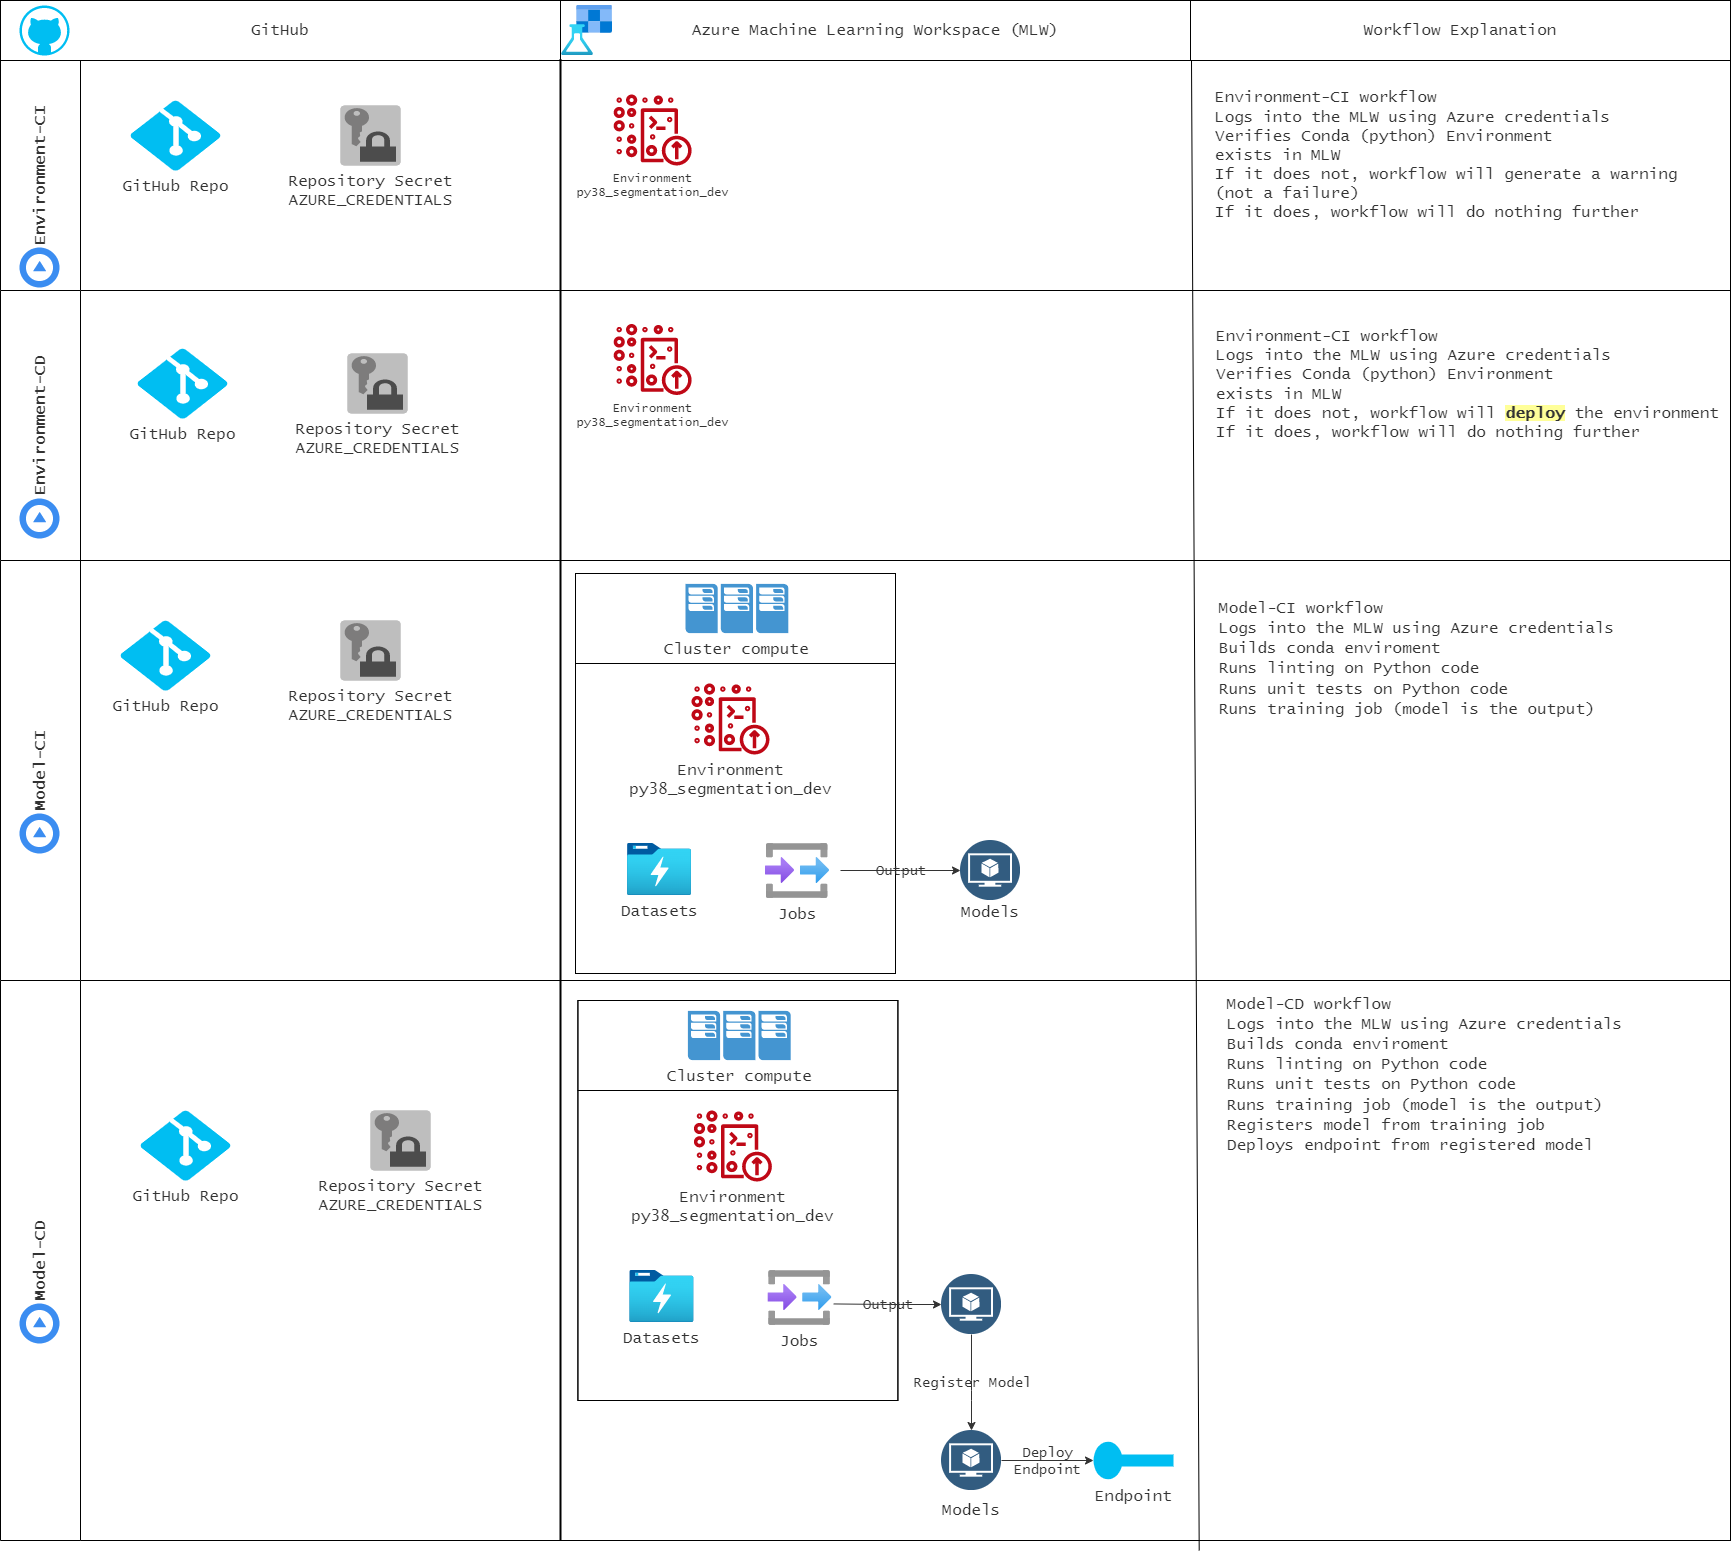 GitHub
Azure Machine Learning Workspace (MLW)
Workflow Explanation
Environment-CI
GitHub Repo
Repository Secret
AZURE_CREDENTIALS
Environment
py38_segmentation_dev
Environment-CI workflow
Logs into the MLW using Azure credentials
Verifies Conda (python) Environment
exists in MLW
If it does not, workflow will generate a warning
(not a failure)
If it does, workflow will do nothing further
Environment-CD
GitHub Repo
Repository Secret
AZURE_CREDENTIALS
Environment
py38_segmentation_dev
Environment-CI workflow
Logs into the MLW using Azure credentials
Verifies Conda (python) Environment
exists in MLW
If it does not, workflow will deploy the environment
If it does, workflow will do nothing further
Model-CI
GitHub Repo
Repository Secret
AZURE_CREDENTIALS
Cluster compute
Environment
py38_segmentation_dev
Datasets
Jobs
Output
Models
Model-CI workflow
Logs into the MLW using Azure credentials
Builds conda enviroment
Runs linting on Python code
Runs unit tests on Python code
Runs training job (model is the output)
Model-CD
GitHub Repo
Repository Secret
AZURE_CREDENTIALS
Cluster compute
Environment
py38_segmentation_dev
Datasets
Jobs
Output
Register Model
Models
Deploy
Endpoint
Endpoint
Model-CD workflow
Logs into the MLW using Azure credentials
Builds conda enviroment
Runs linting on Python code
Runs unit tests on Python code
Runs training job (model is the output)
Registers model from training job
Deploys endpoint from registered model